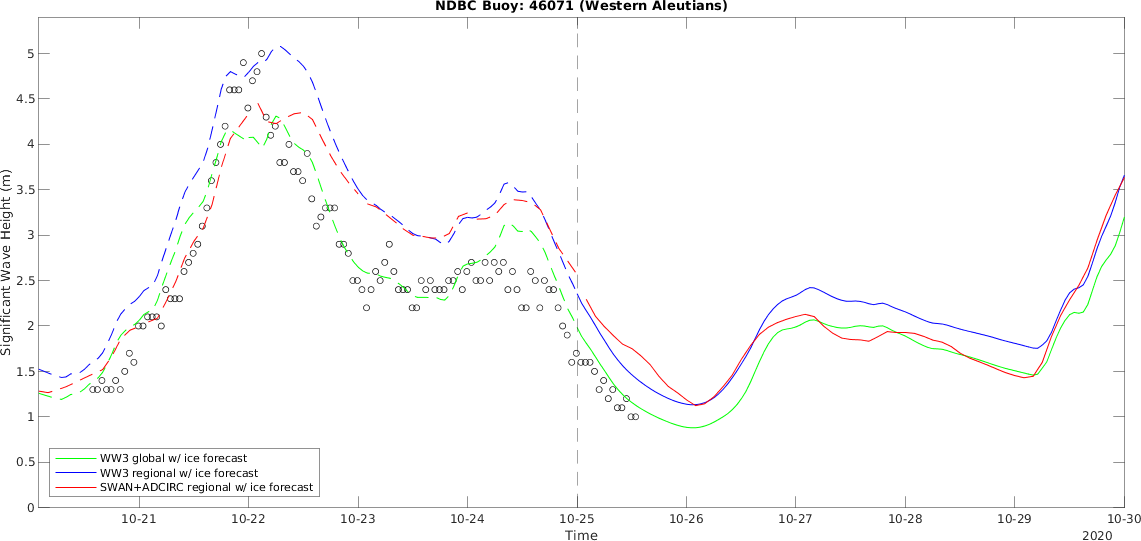 NDBC Buoy: 46071 (Western Aleutians)
5
4.5
4
3.5
3
2.5
2
1.5
1
0.5
0
Significant Wave Height (m)
WW3 global w/ ice forecast
WW3 regional w/ ice forecast
SWAN+ADCIRC regional w/ ice forecast
10-21 10-22 10-23 10-24 10-25 10-26 10-27 10-28 10-29 10-30
Time
2020